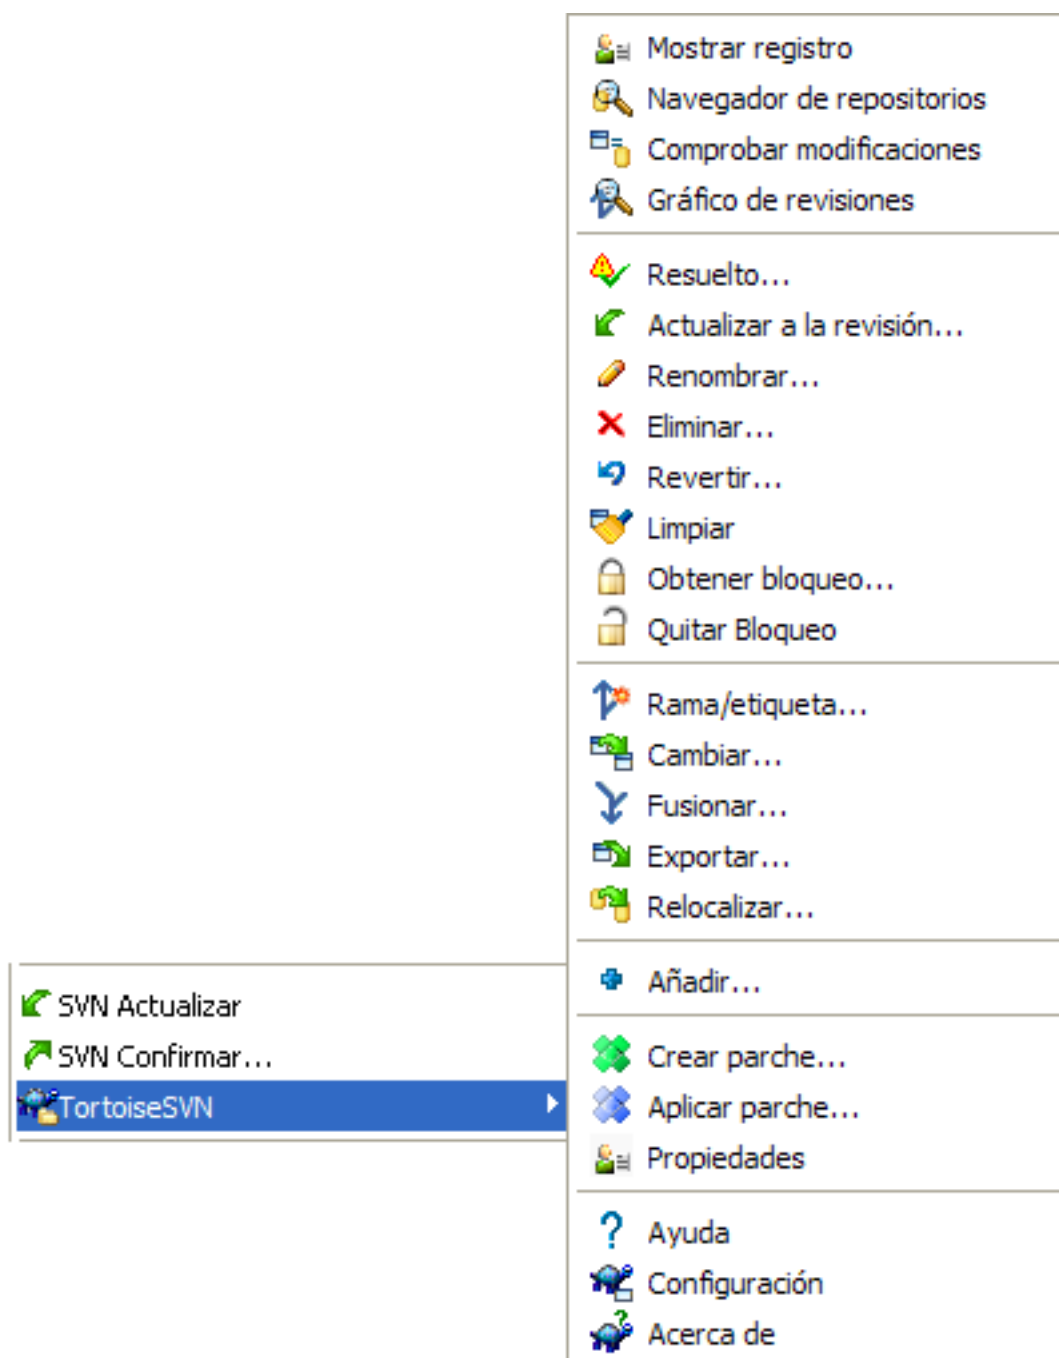 Mostrar registro
Navegador de repositorios
Comprobar modificaciones
Gráfico de revisiones
Resuelto...
Actualizar a la revisión...
Renombrar...
Eliminar...
Revertir...
Limpiar
Obtener bloqueo...
Quitar Bloqueo
Rama/etiqueta...
Cambiar...
Fusionar...
Exportar...
Relocalizar...
Añadir...
Crear parche...
Aplicar parche...
Propiedades
Ayuda
Configuración
Acerca de
SVN Actualizar
SVN Confirmar...
TortoiseSVN